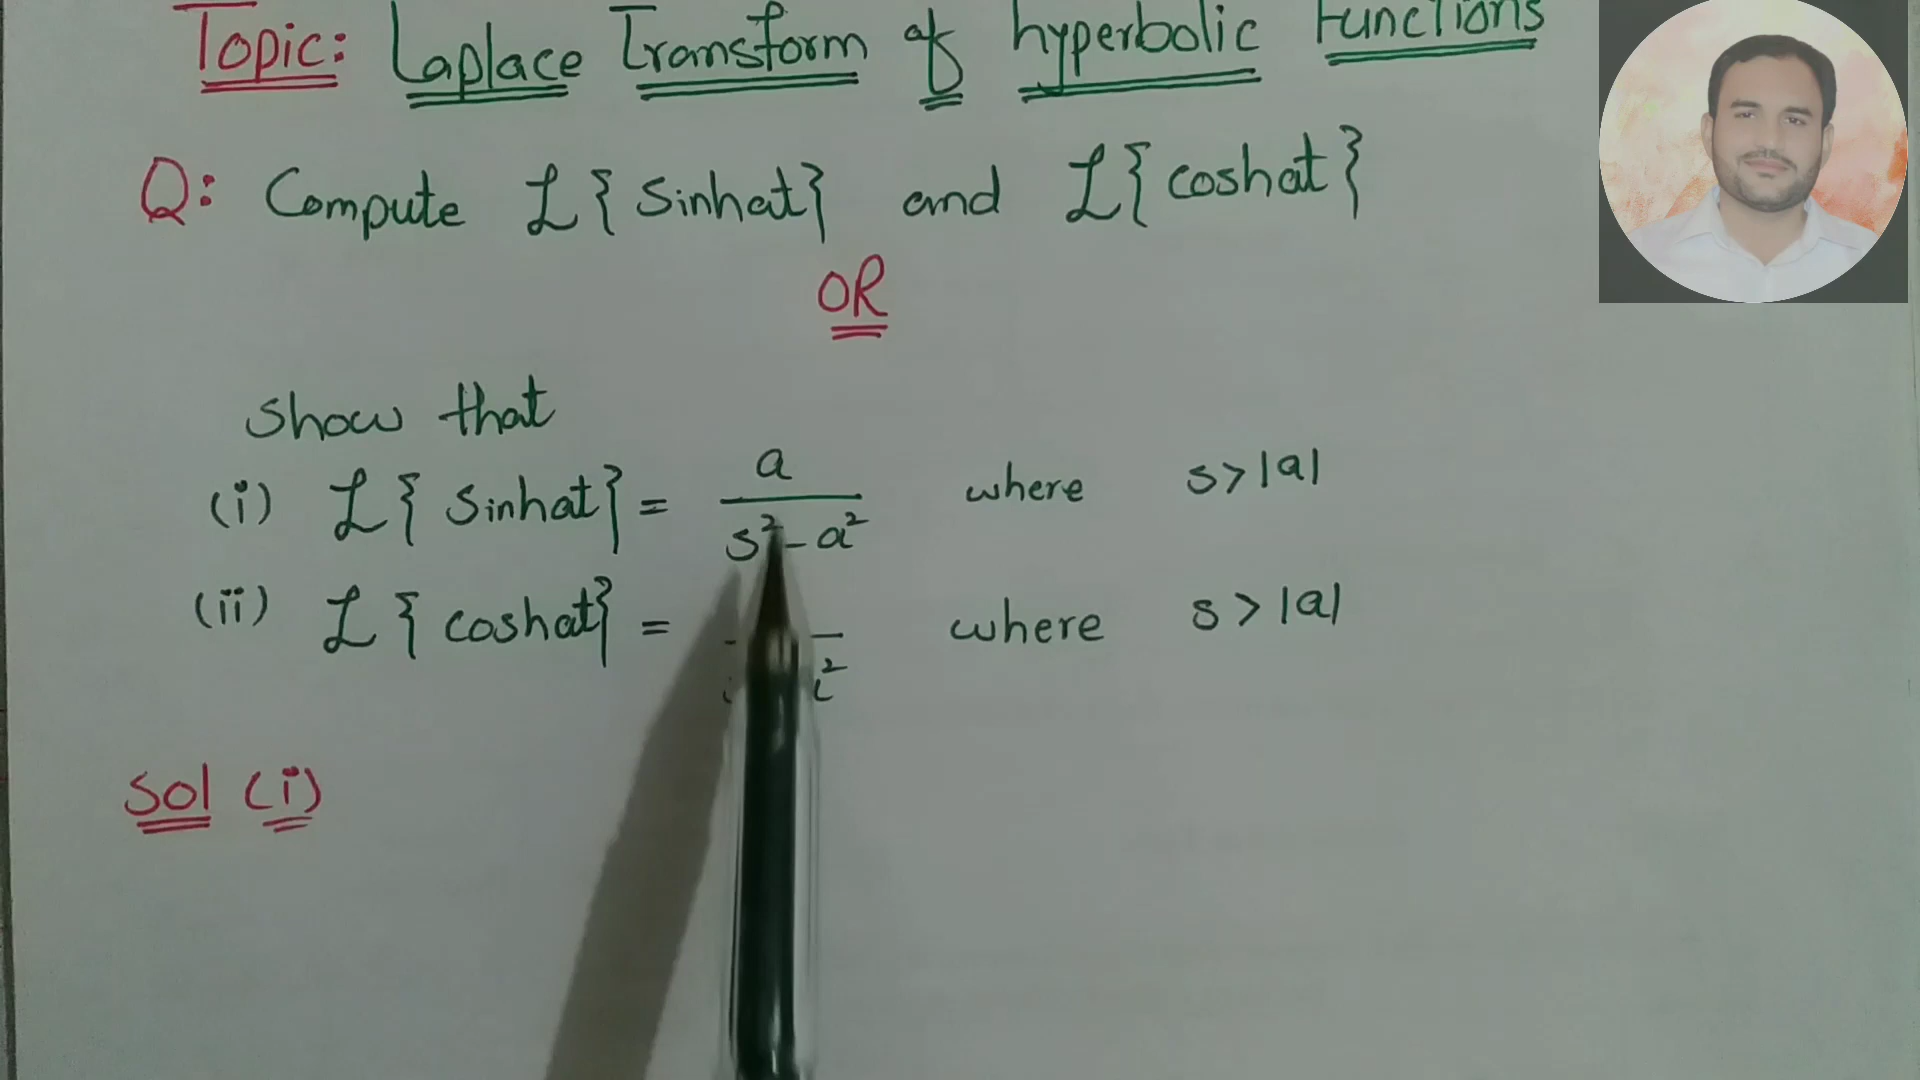 Topic: Laplace Transform of hyperbolic Functions
Q: Compute ℒ{sinhat} and ℒ{coshat}
OR
Show that
(i) ℒ{sinhat} = a / s² - a² where s > |a|
(ii) ℒ{coshat} = where s > |a|
Sol (i)